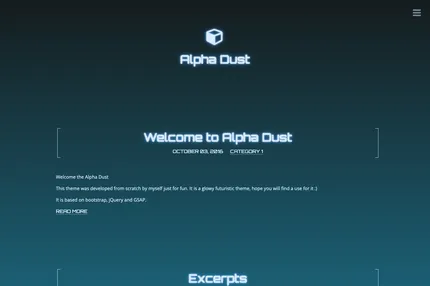 Alpha Dust
Welcome to Alpha Dust
OCTOBER 03, 2016 CATEGORY 1
Welcome the Alpha Dust
This theme was developed from scratch by myself just for fun. It is a glowy futuristic theme, hope you will find a use for it :)
It is based on bootstrap, jQuery and GSAP.
READ MORE
Excerpts